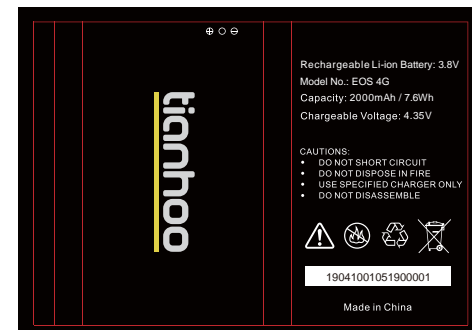 tianhoo
Rechargeable Li-ion Battery: 3.8V
Model No.: EOS 4G
Capacity: 2000mAh / 7.6Wh
Chargeable Voltage: 4.35V
CAUTIONS:
• DO NOT SHORT CIRCUIT
• DO NOT DISPOSE IN FIRE
• USE SPECIFIED CHARGER ONLY
• DO NOT DISASSEMBLE
19041001051900001
Made in China